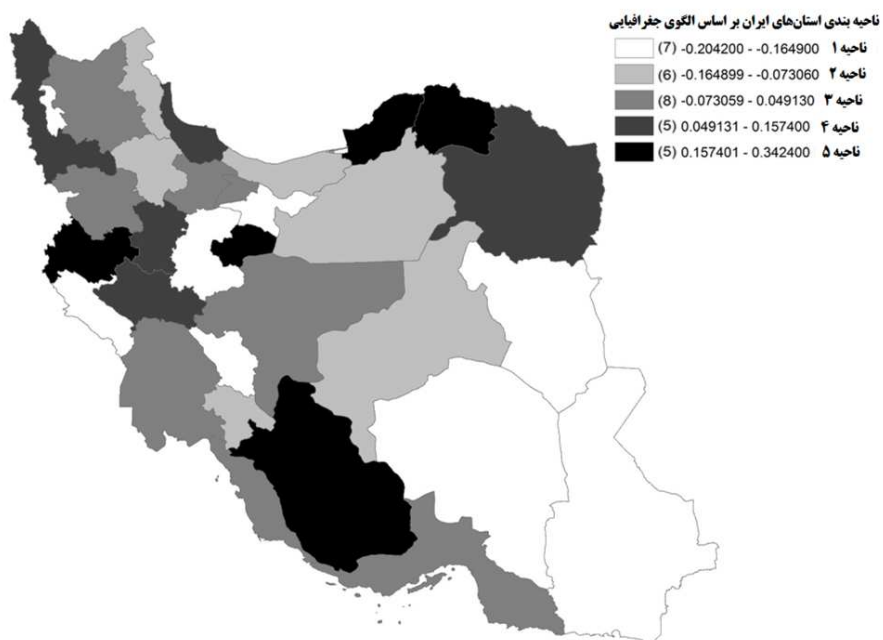 ناحیه بندی استان‌های ایران بر اساس الگوی جغرافیایی
(7) -0.204200 - -0.164900 ناحیه ۱
(6) -0.164899 - -0.073060 ناحیه ۲
(8) -0.073059 - 0.049130 ناحیه ۳
(5) 0.049131 - 0.157400 ناحیه ۴
(5) 0.157401 - 0.342400 ناحیه ۵